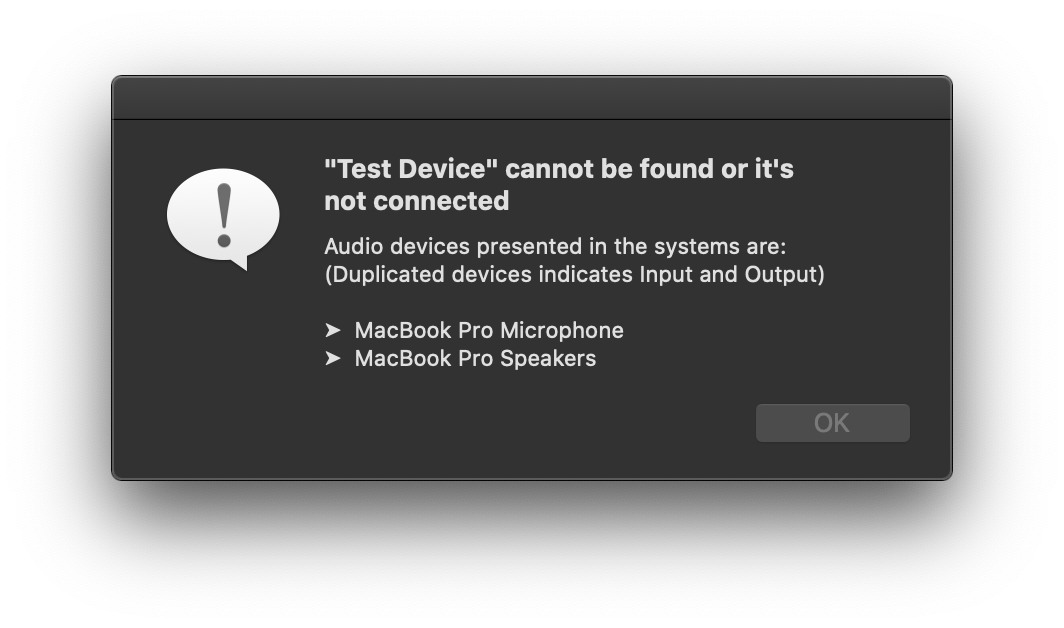 "Test Device" cannot be found or it's
not connected
Audio devices presented in the systems are:
(Duplicated devices indicates Input and Output)
➤ MacBook Pro Microphone
➤ MacBook Pro Speakers
OK